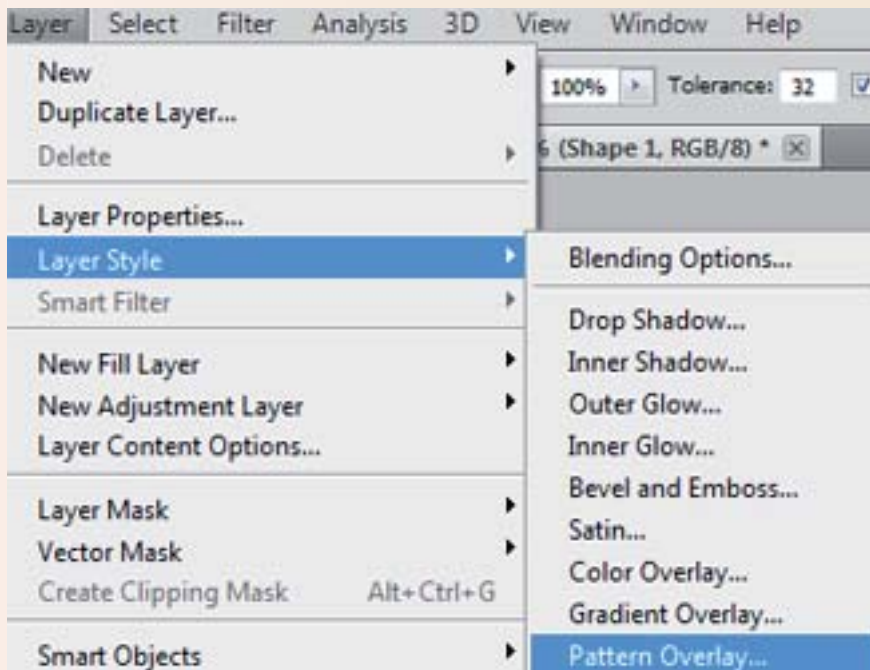 Layer Select Filter Analysis 3D View Window Help
100% Tolerance: 32
% (Shape 1, RGB/8) *
New
Duplicate Layer...
Delete
Layer Properties...
Layer Style
Smart Filter
New Fill Layer
New Adjustment Layer
Layer Content Options...
Layer Mask
Vector Mask
Create Clipping Mask Alt+Ctrl+G
Smart Objects
Blending Options...
Drop Shadow...
Inner Shadow...
Outer Glow...
Inner Glow...
Bevel and Emboss...
Satin...
Color Overlay...
Gradient Overlay...
Pattern Overlay...